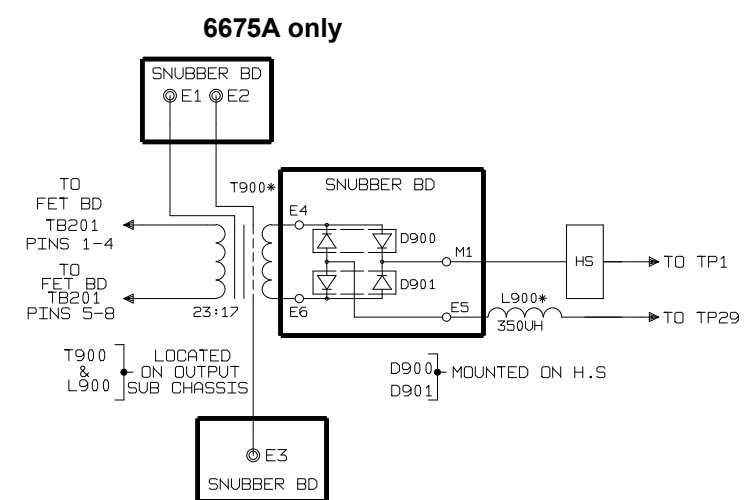 6675A only
SNUBBER BD
E1 E2
TO
FET BD
TB201
PINS 1-4
TO
FET BD
TB201
PINS 5-8
T900*
23:17
SNUBBER BD
E4
D900
M1
D901
E6
E5
HS
TO TP1
L900*
350UH
TO TP29
T900
&
L900
LOCATED
ON OUTPUT
SUB CHASSIS
D900
D901
MOUNTED ON H.S
E3
SNUBBER BD